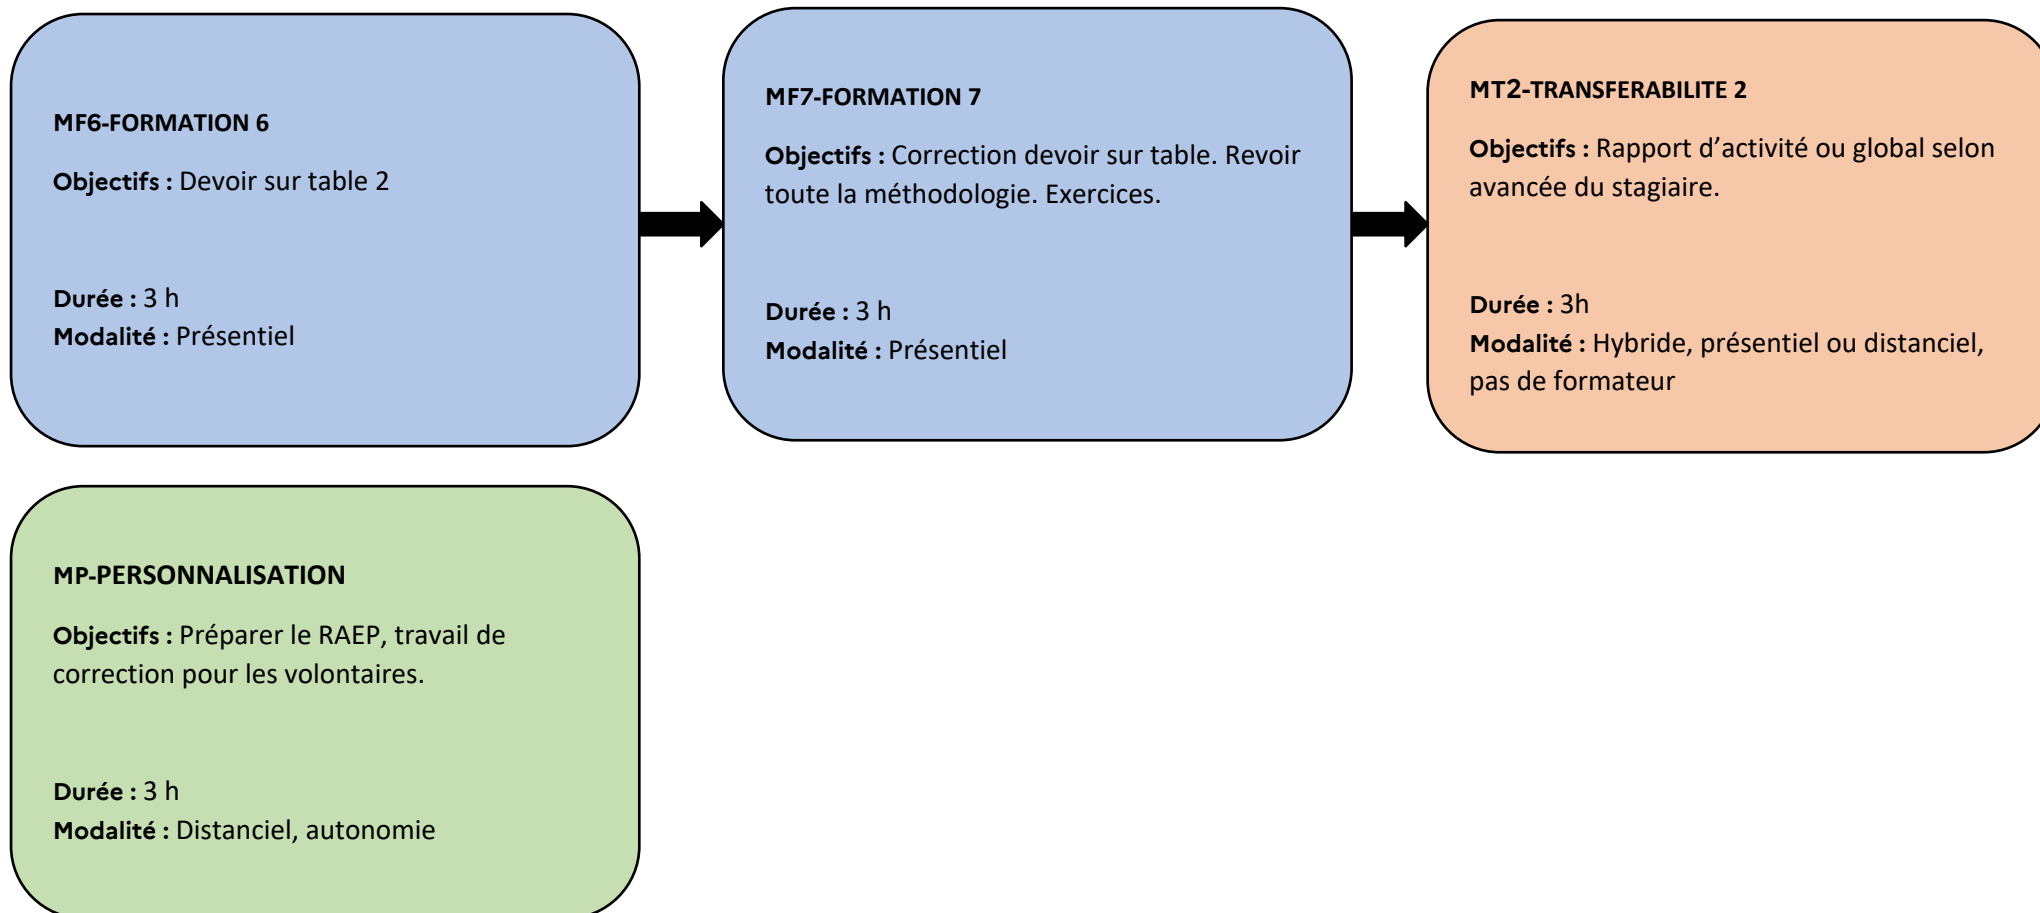 MF6-FORMATION 6
Objectifs : Devoir sur table 2
Durée : 3 h
Modalité : Présentiel
MF7-FORMATION 7
Objectifs : Correction devoir sur table. Revoir
toute la méthodologie. Exercices.
Durée : 3 h
Modalité : Présentiel
MT2-TRANSFERABILITE 2
Objectifs : Rapport d’activité ou global selon
avancée du stagiaire.
Durée : 3h
Modalité : Hybride, présentiel ou distanciel,
pas de formateur
MP-PERSONNALISATION
Objectifs : Préparer le RAEP, travail de
correction pour les volontaires.
Durée : 3 h
Modalité : Distanciel, autonomie